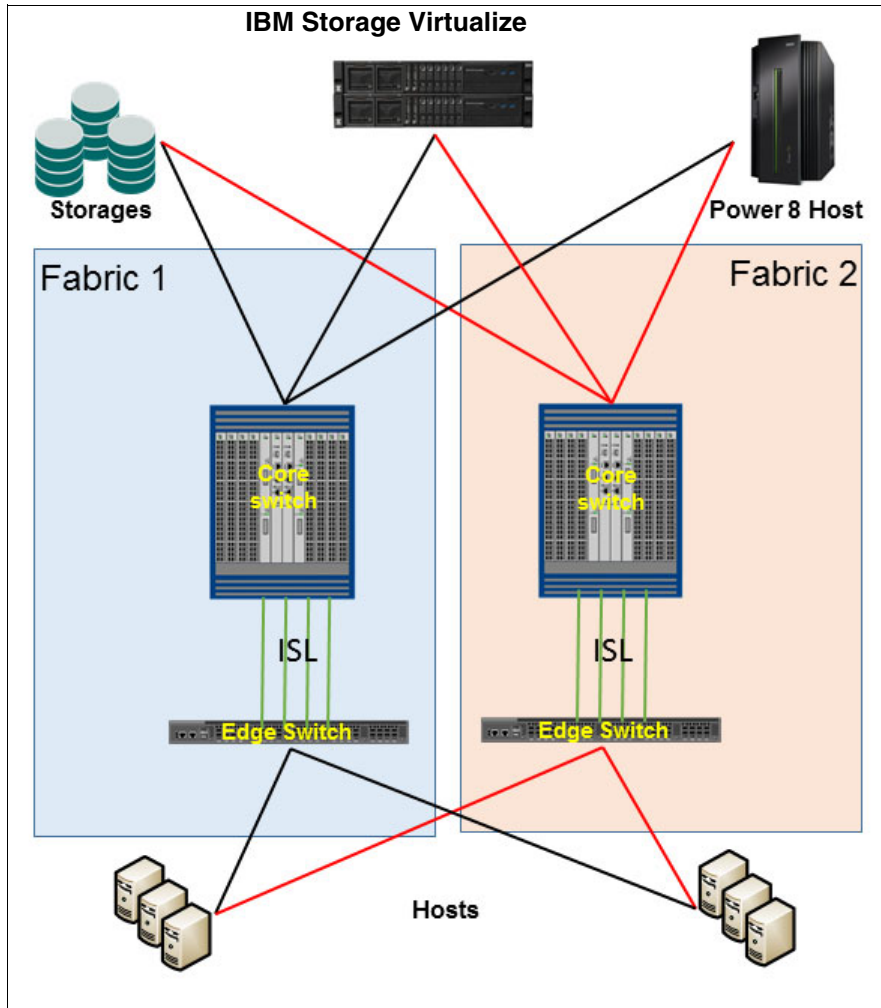 IBM Storage Virtualize
Storages
Power 8 Host
Fabric 1
Fabric 2
Core
switch
Core
switch
ISL
ISL
Edge Switch
Edge Switch
Hosts